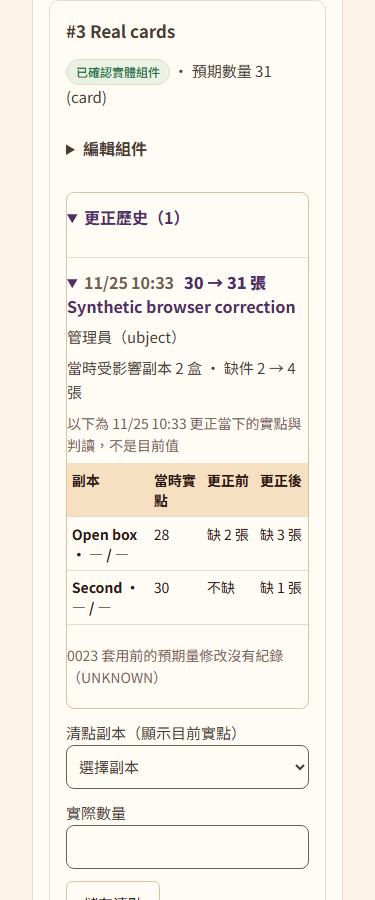 #3 Real cards
已確認實體組件 • 預期數量 31
(card)
▶ 編輯組件
▼ 更正歷史（1）
▼ 11/25 10:33 30 → 31 張
Synthetic browser correction
管理員（ubject）
當時受影響副本 2 盒 • 缺件 2 → 4
張
以下為 11/25 10:33 更正當下的實點與
判讀，不是目前值
副本 當時實 更正前 更正後
點
Open box 28 缺 2 張 缺 3 張
• — / —
Second • 30 不缺 缺 1 張
— / —
0023 套用前的預期量修改沒有紀錄
（UNKNOWN）
清點副本（顯示目前實點）
選擇副本
實際數量